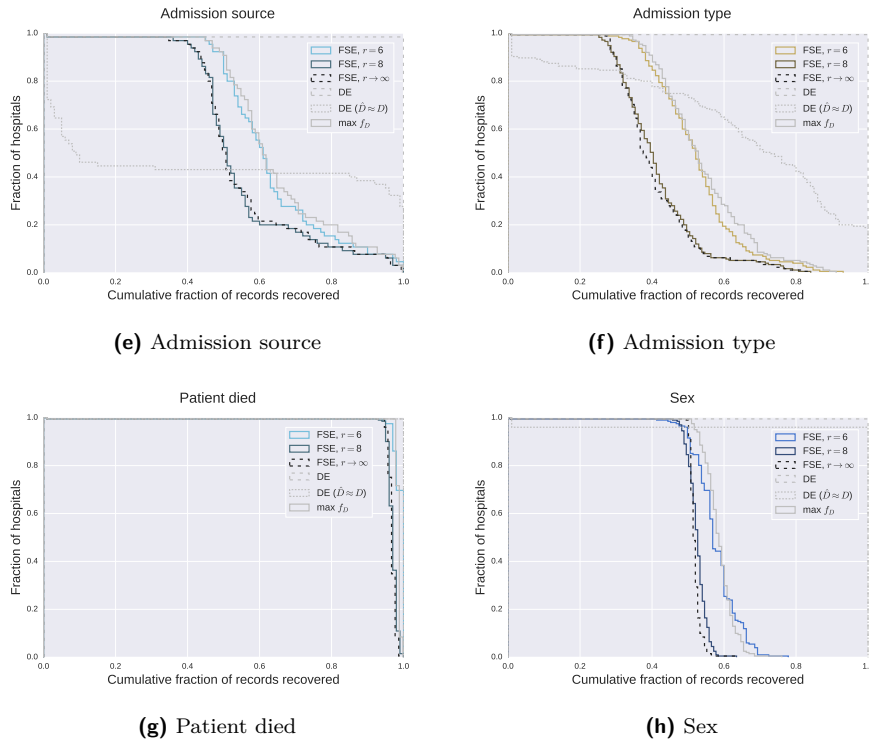 Admission source
Fraction of hospitals
1.0
0.8
0.6
0.4
0.2
0.0
FSE, r = 6
FSE, r = 8
FSE, r → ∞
DE
DE (D̂ ≈ D)
max f_D
0.0 0.2 0.4 0.6 0.8 1.0
Cumulative fraction of records recovered
(e) Admission source
Admission type
Fraction of hospitals
1.0
0.8
0.6
0.4
0.2
0.0
FSE, r = 6
FSE, r = 8
FSE, r → ∞
DE
DE (D̂ ≈ D)
max f_D
0.0 0.2 0.4 0.6 0.8 1.0
Cumulative fraction of records recovered
(f) Admission type
Patient died
Fraction of hospitals
1.0
0.8
0.6
0.4
0.2
0.0
FSE, r = 6
FSE, r = 8
FSE, r → ∞
DE
DE (D̂ ≈ D)
max f_D
0.0 0.2 0.4 0.6 0.8 1.0
Cumulative fraction of records recovered
(g) Patient died
Sex
Fraction of hospitals
1.0
0.8
0.6
0.4
0.2
0.0
FSE, r = 6
FSE, r = 8
FSE, r → ∞
DE
DE (D̂ ≈ D)
max f_D
0.0 0.2 0.4 0.6 0.8 1.0
Cumulative fraction of records recovered
(h) Sex